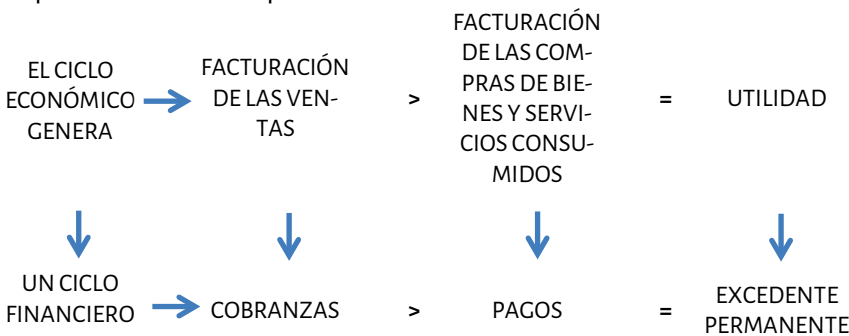 EL CICLO
ECONÓMICO
GENERA
FACTURACIÓN
DE LAS VEN-
TAS
>
FACTURACIÓN
DE LAS COM-
PRAS DE BIE-
NES Y SERVI-
CIOS CONSU-
MIDOS
=
UTILIDAD
UN CICLO
FINANCIERO
COBRANZAS
>
PAGOS
=
EXCEDENTE
PERMANENTE